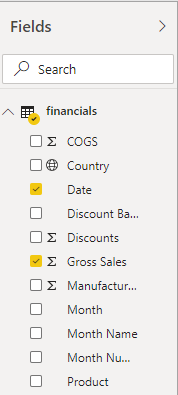 Fields
Search
financials
COGS
Country
Date
Discount Ba...
Discounts
Gross Sales
Manufactur...
Month
Month Name
Month Nu...
Product